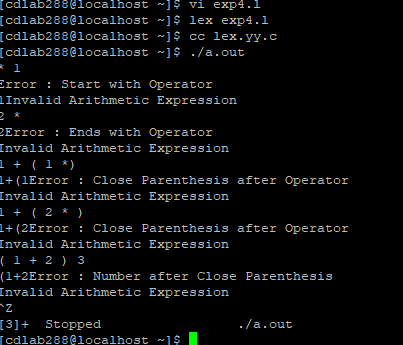 [cdlab288@localhost ~]$ vi exp4.l
[cdlab288@localhost ~]$ lex exp4.l
[cdlab288@localhost ~]$ cc lex.yy.c
[cdlab288@localhost ~]$ ./a.out
* 1
Error : Start with Operator
1Invalid Arithmetic Expression
2 *
2Error : Ends with Operator
Invalid Arithmetic Expression
1 + ( 1 *)
1+(1Error : Close Parenthesis after Operator
Invalid Arithmetic Expression
1 + ( 2 * )
1+(2Error : Close Parenthesis after Operator
Invalid Arithmetic Expression
( 1 + 2 ) 3
(1+2Error : Number after Close Parenthesis
Invalid Arithmetic Expression
^Z
[3]+  Stopped                 ./a.out
[cdlab288@localhost ~]$